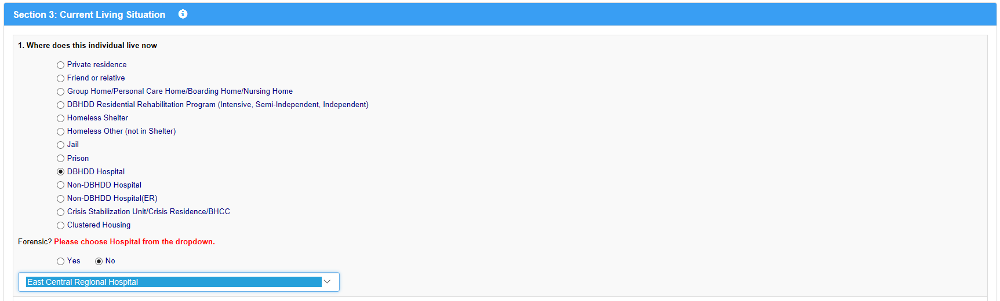 Section 3: Current Living Situation
1. Where does this individual live now
Private residence
Friend or relative
Group Home/Personal Care Home/Boarding Home/Nursing Home
DBHDD Residential Rehabilitation Program (Intensive, Semi-Independent, Independent)
Homeless Shelter
Homeless Other (not in Shelter)
Jail
Prison
DBHDD Hospital
Non-DBHDD Hospital
Non-DBHDD Hospital(ER)
Crisis Stabilization Unit/Crisis Residence/BHCC
Clustered Housing
Forensic? Please choose Hospital from the dropdown.
Yes No
East Central Regional Hospital